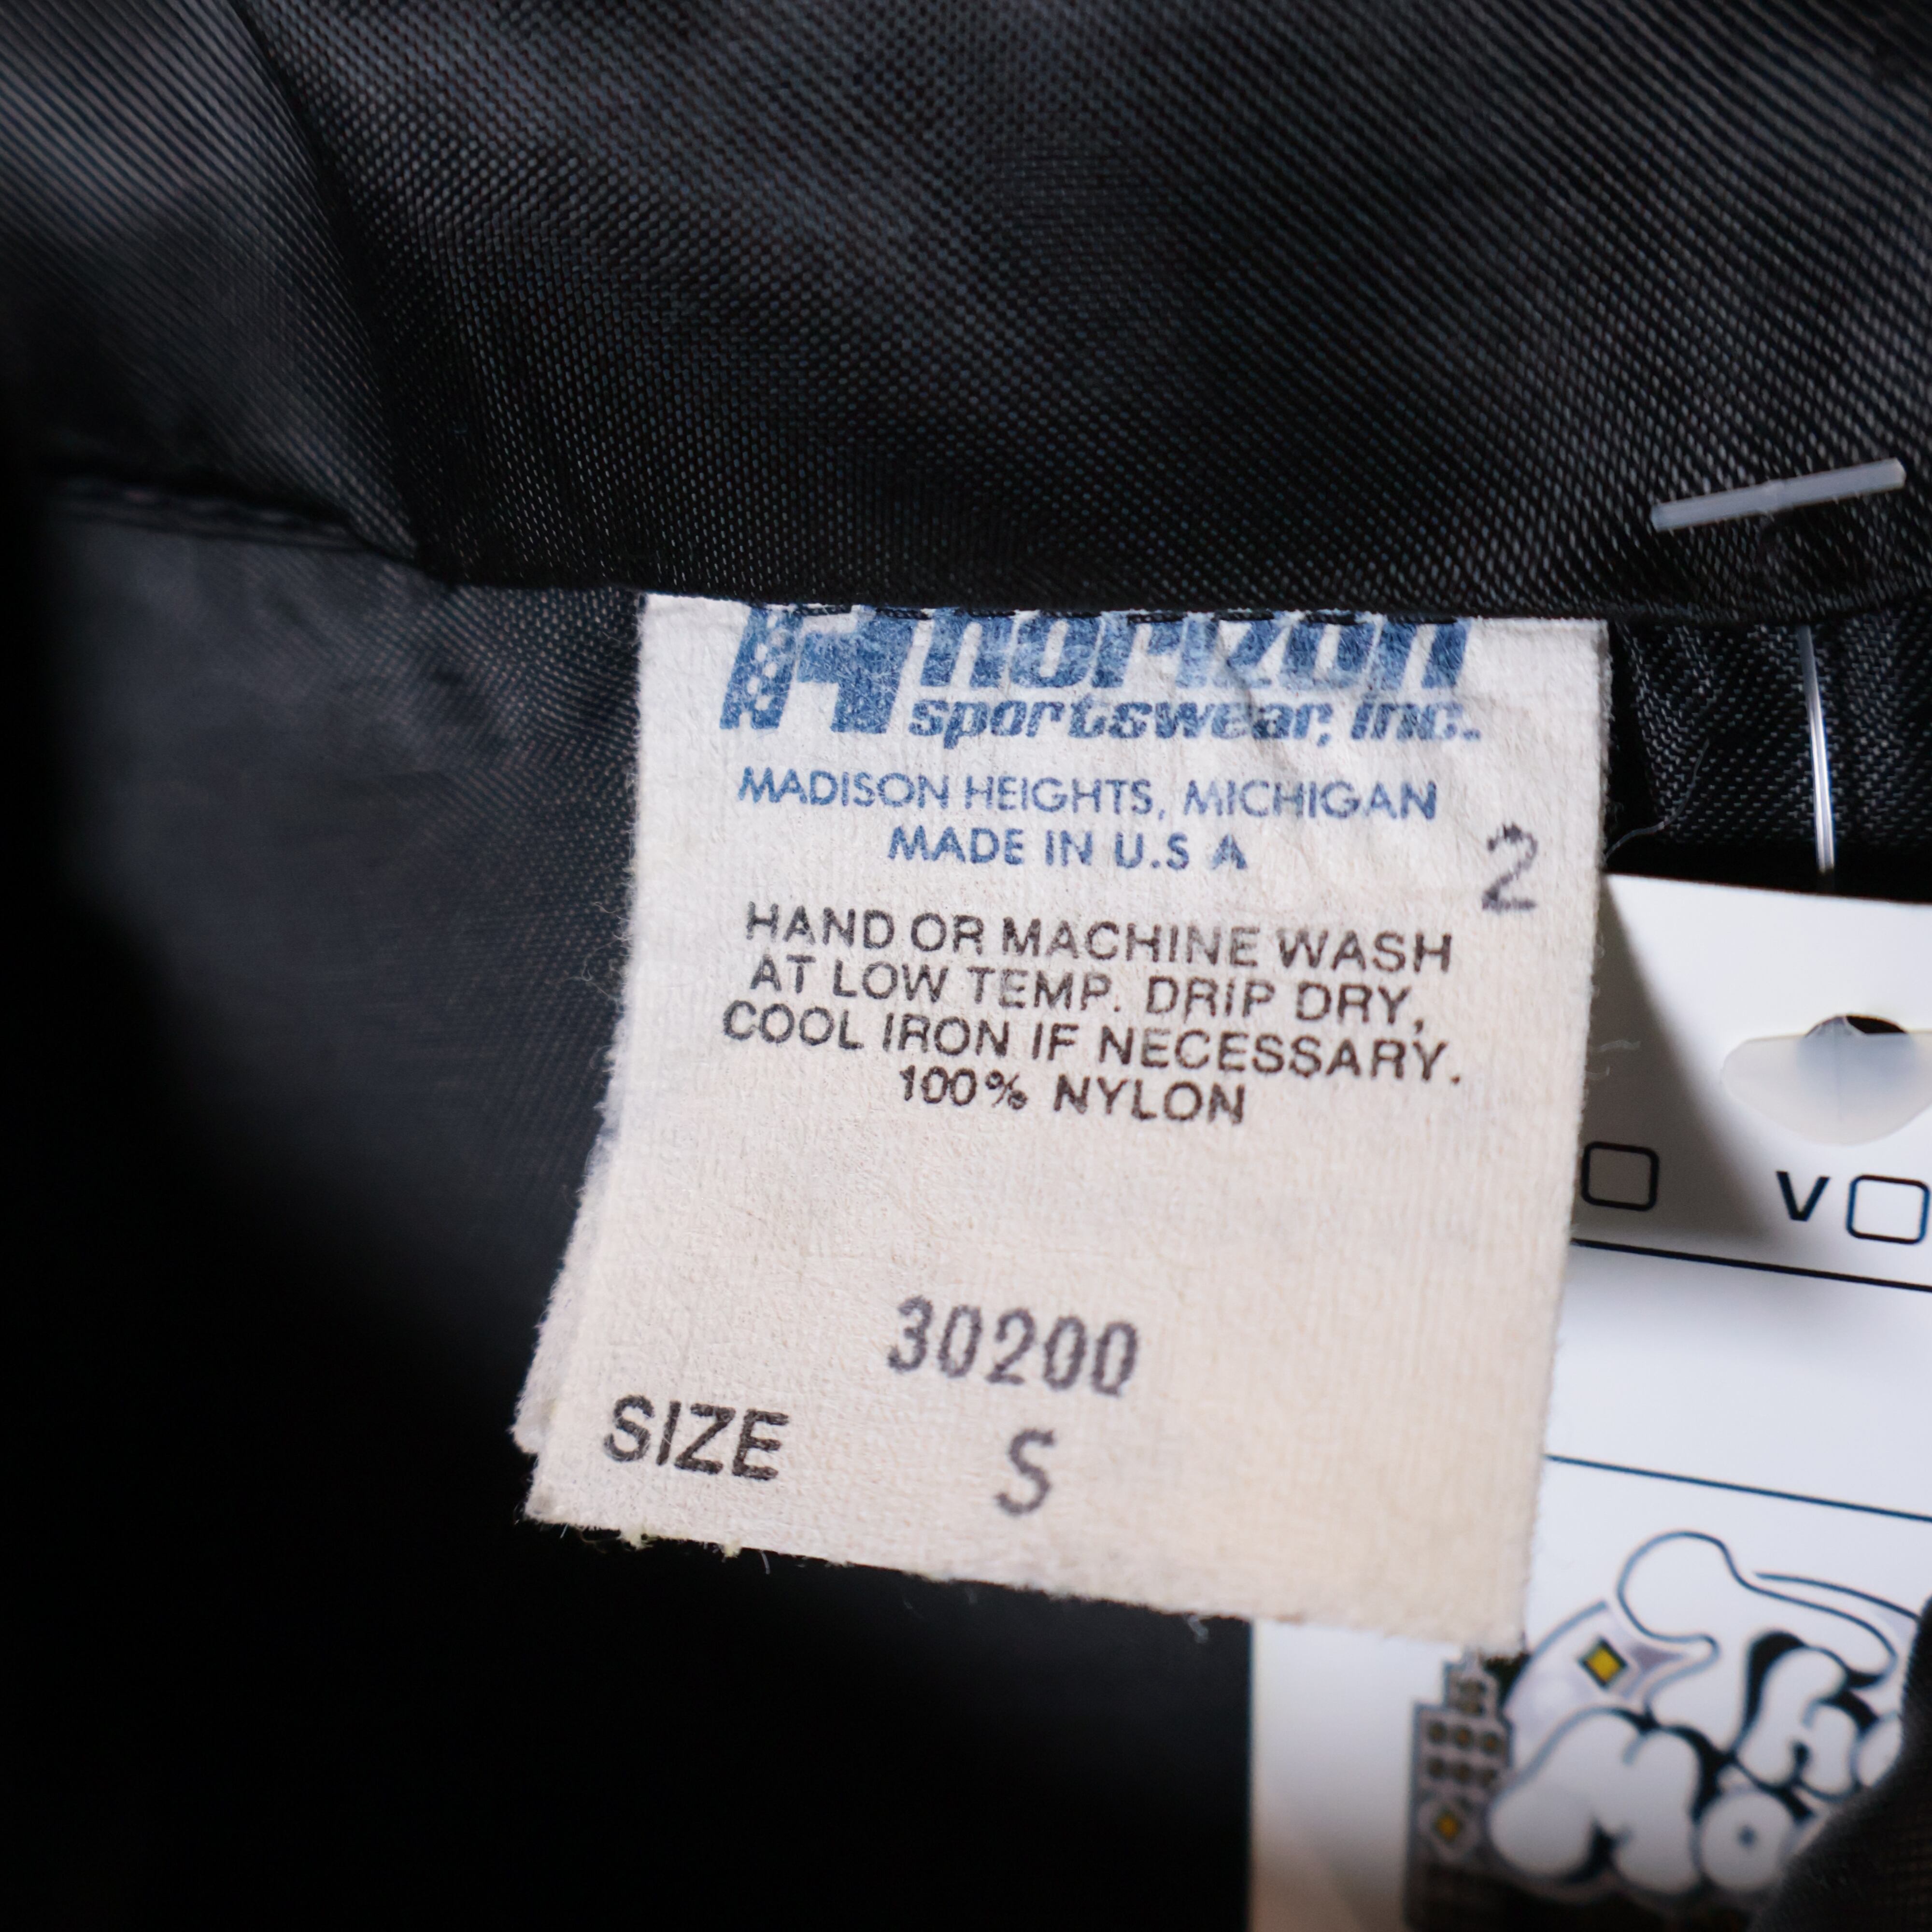 horizon
sportswear, inc.
MADISON HEIGHTS, MICHIGAN
MADE IN U.S A
2
HAND OR MACHINE WASH
AT LOW TEMP. DRIP DRY,
COOL IRON IF NECESSARY.
100% NYLON
30200
SIZE S
V